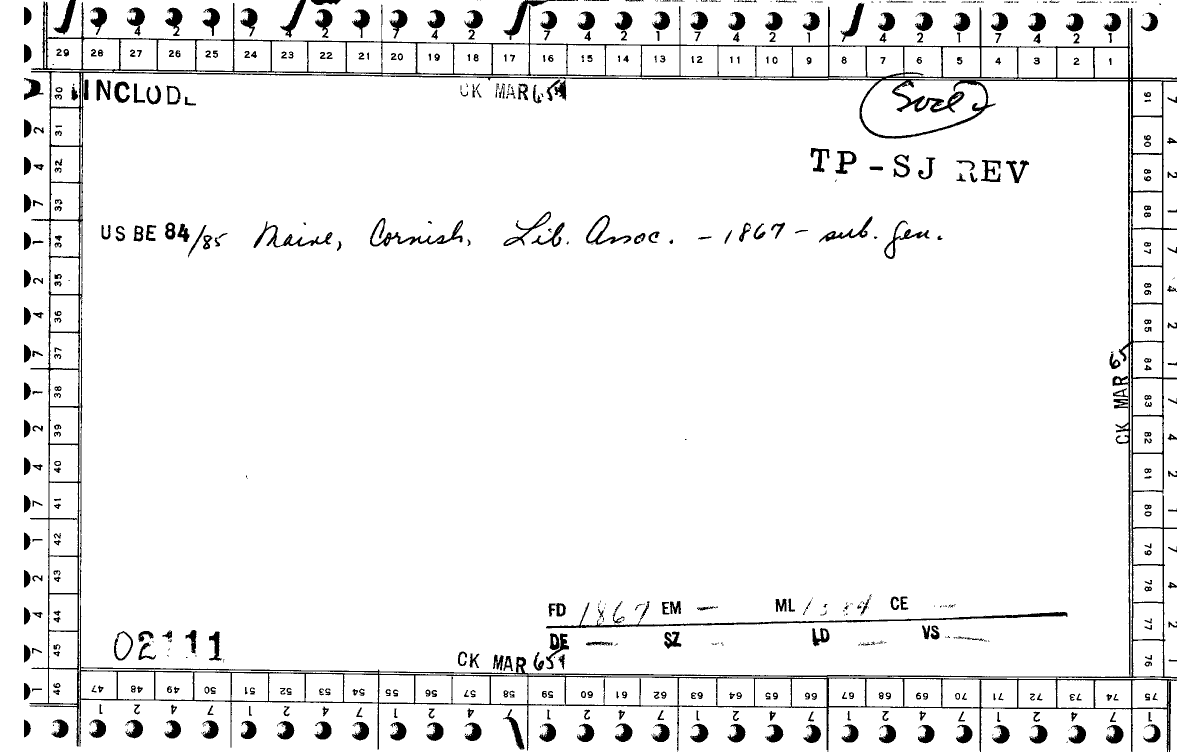 7 4 2 1 7 4 2 1 7 4 2 1 7 4 2 1 7 4 2 1 7 4 2 1 7 4 2 1
29 28 27 26 25 24 23 22 21 20 19 18 17 16 15 14 13 12 11 10 9 8 7 6 5 4 3 2 1
INCLUDE CK MAR 65
TP-SJ REV
US BE 84/85 Maine, Cornish, Lib. Assoc. - 1867 - sub. gen.
CK MAR 65
FD 1867 EM — ML CE —
DE — SZ — LD — VS —
02111
CK MAR 65
30 31 32 33 34 35 36 37 38 39 40 41 42 43 44 45 46
91 90 89 88 87 86 85 84 83 82 81 80 79 78 77 76
47 48 49 50 51 52 53 54 55 56 57 58 59 60 61 62 63 64 65 66 67 68 69 70 71 72 73 74 75
1 2 4 7 1 2 4 7 1 2 4 7 1 2 4 7 1 2 4 7 1 2 4 7 1 2 4 7 1